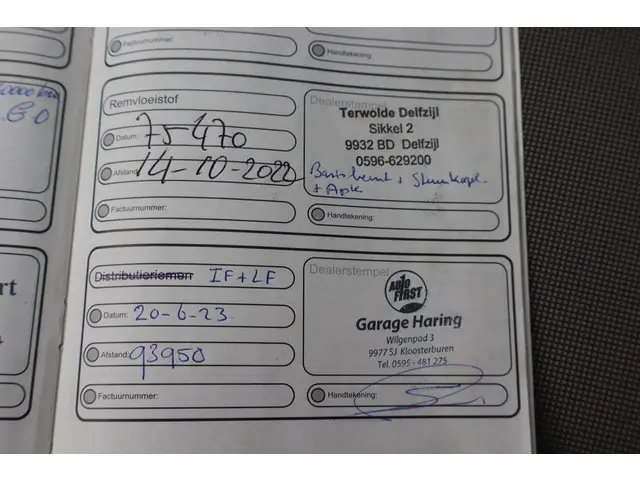 Factuurnummer:
Handtekening
Remvloeistof
Datum: 75470
Afstand: 14-10-2022
Factuurnummer:
Dealerstempel
Terwolde Delfzijl
Sikkel 2
9932 BD Delfzijl
0596-629200
+ Apk
Handtekening:
Distributieriemen IF + LF
Datum: 20-6-23
Afstand: 93950
Factuurnummer:
Dealerstempel
AUTO
FIRST
Garage Haring
Wilgenpad 3
9977 SJ Kloosterburen
Tel. 0595 - 481 275
Handtekening:
rt